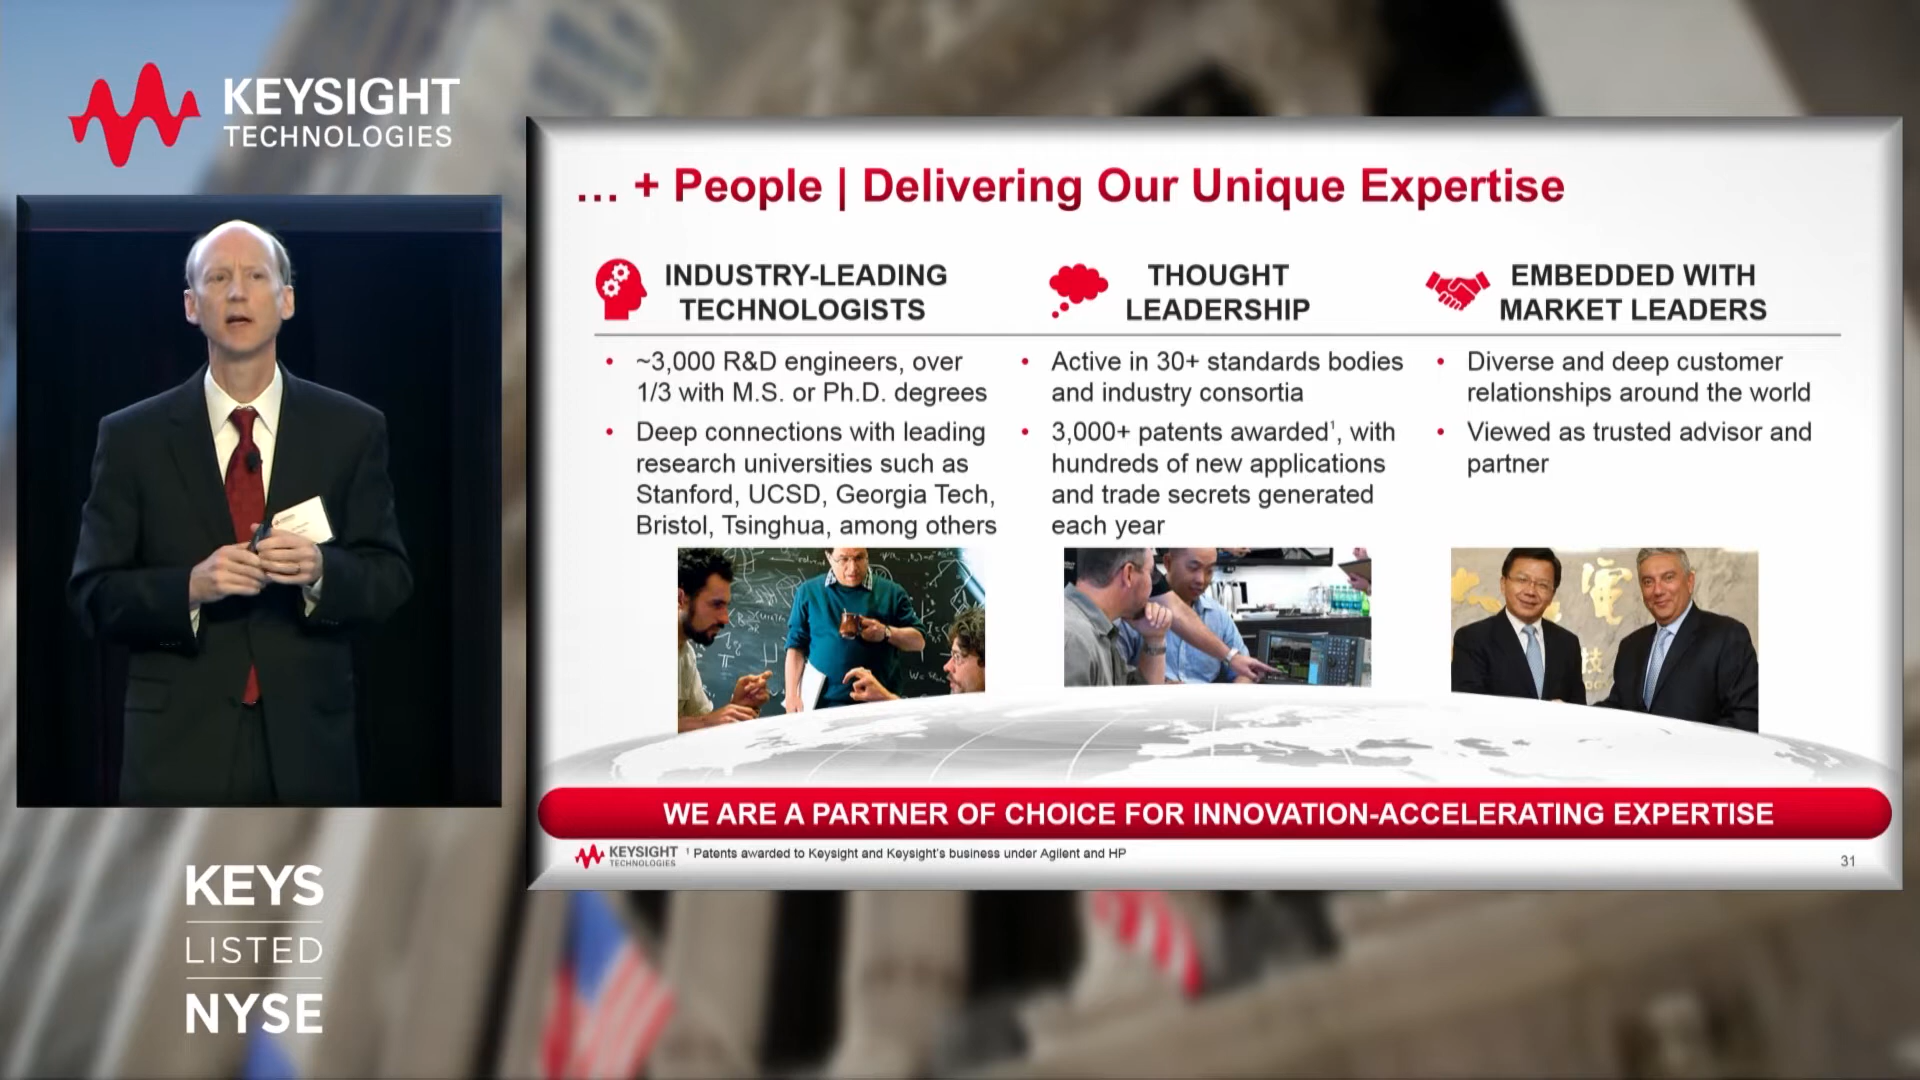 KEYSIGHT
TECHNOLOGIES
… + People | Delivering Our Unique Expertise
INDUSTRY-LEADING
TECHNOLOGISTS
• ~3,000 R&D engineers, over
1/3 with M.S. or Ph.D. degrees
• Deep connections with leading
research universities such as
Stanford, UCSD, Georgia Tech,
Bristol, Tsinghua, among others
THOUGHT
LEADERSHIP
• Active in 30+ standards bodies
and industry consortia
• 3,000+ patents awarded¹, with
hundreds of new applications
and trade secrets generated
each year
EMBEDDED WITH
MARKET LEADERS
• Diverse and deep customer
relationships around the world
• Viewed as trusted advisor and
partner
電
技
WE ARE A PARTNER OF CHOICE FOR INNOVATION-ACCELERATING EXPERTISE
KEYSIGHT
TECHNOLOGIES
¹ Patents awarded to Keysight and Keysight's business under Agilent and HP
31
KEYS
LISTED
NYSE